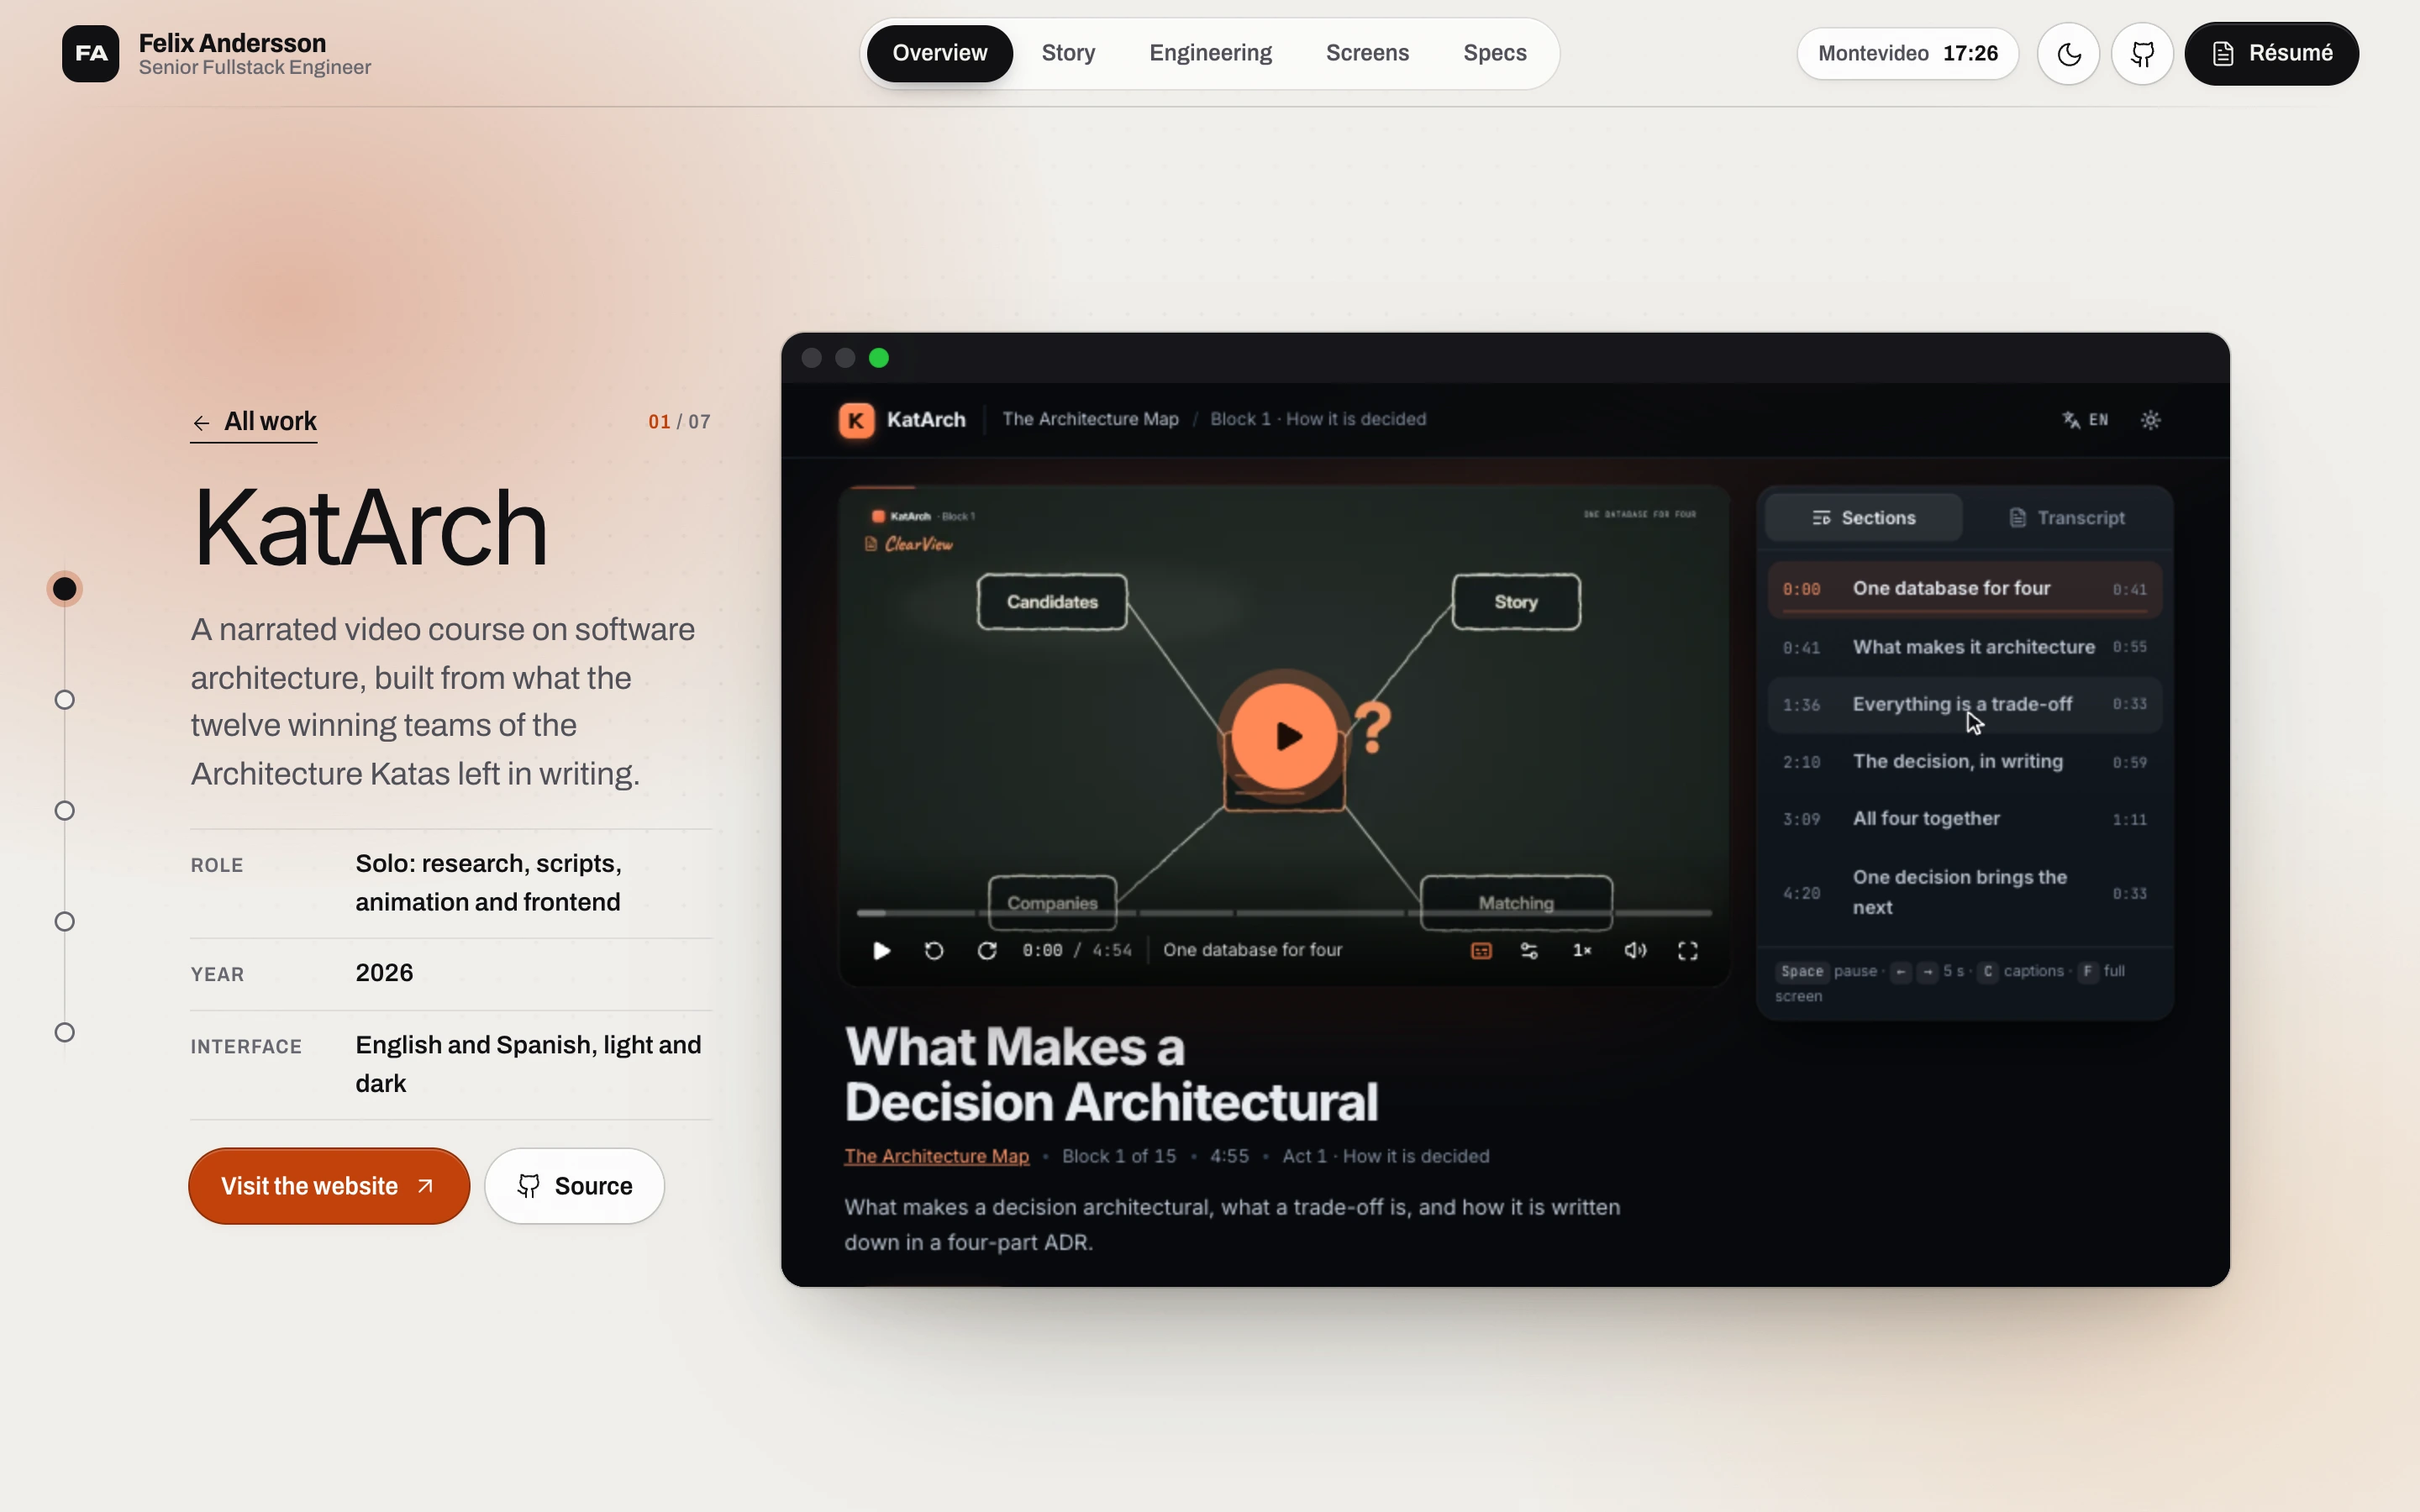 FA
Felix Andersson
Senior Fullstack Engineer
Overview
Story
Engineering
Screens
Specs
Montevideo 17:26
Résumé
← All work
01 / 07
KatArch
A narrated video course on software
architecture, built from what the
twelve winning teams of the
Architecture Katas left in writing.
ROLE
Solo: research, scripts,
animation and frontend
YEAR
2026
INTERFACE
English and Spanish, light and
dark
Visit the website
Source
K
KatArch
The Architecture Map / Block 1 · How it is decided
EN
KatArch · Block 1
ONE DATABASE FOR FOUR
ClearView
Candidates
Story
?
Companies
Matching
0:00 / 4:54
One database for four
1×
Sections
Transcript
0:00 One database for four 0:41
0:41 What makes it architecture 0:55
1:36 Everything is a trade-off 0:33
2:10 The decision, in writing 0:59
3:09 All four together 1:11
4:20 One decision brings the
next 0:33
Space pause · ← → 5 s · C captions · F full
screen
What Makes a
Decision Architectural
The Architecture Map • Block 1 of 15 • 4:55 • Act 1 · How it is decided
What makes a decision architectural, what a trade-off is, and how it is written
down in a four-part ADR.